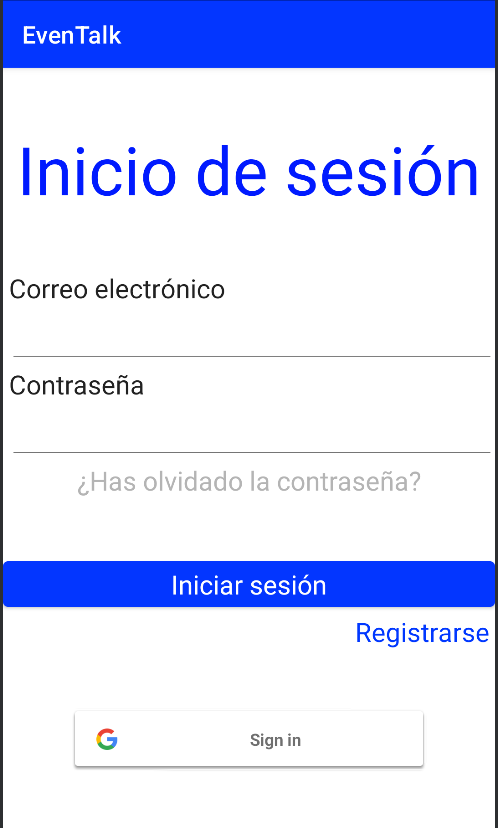 EvenTalk
Inicio de sesión
Correo electrónico
Contraseña
¿Has olvidado la contraseña?
Iniciar sesión
Registrarse
Sign in